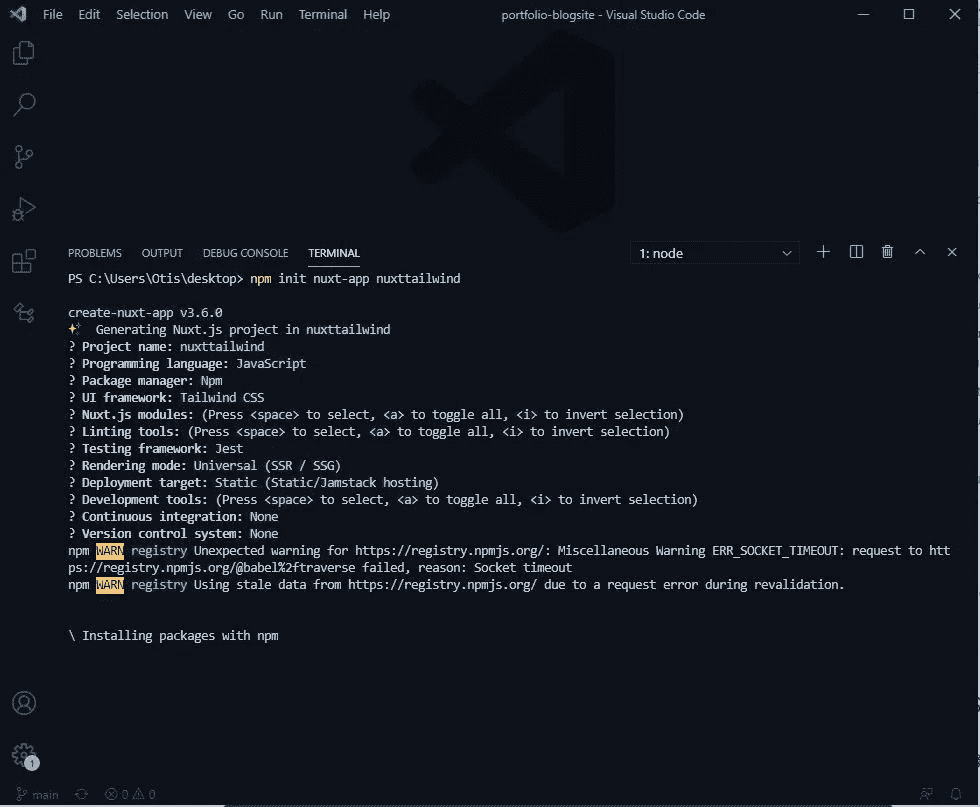 File Edit Selection View Go Run Terminal Help portfolio-blogsite - Visual Studio Code
PROBLEMS OUTPUT DEBUG CONSOLE TERMINAL 1: node
PS C:\Users\Otis\desktop> npm init nuxt-app nuxttailwind
create-nuxt-app v3.6.0
✨ Generating Nuxt.js project in nuxttailwind
? Project name: nuxttailwind
? Programming language: JavaScript
? Package manager: Npm
? UI framework: Tailwind CSS
? Nuxt.js modules: (Press <space> to select, <a> to toggle all, <i> to invert selection)
? Linting tools: (Press <space> to select, <a> to toggle all, <i> to invert selection)
? Testing framework: Jest
? Rendering mode: Universal (SSR / SSG)
? Deployment target: Static (Static/Jamstack hosting)
? Development tools: (Press <space> to select, <a> to toggle all, <i> to invert selection)
? Continuous integration: None
? Version control system: None
npm WARN registry Unexpected warning for https://registry.npmjs.org/: Miscellaneous Warning ERR_SOCKET_TIMEOUT: request to htt
ps://registry.npmjs.org/@babel%2ftraverse failed, reason: Socket timeout
npm WARN registry Using stale data from https://registry.npmjs.org/ due to a request error during revalidation.
\ Installing packages with npm
1
main 0 0